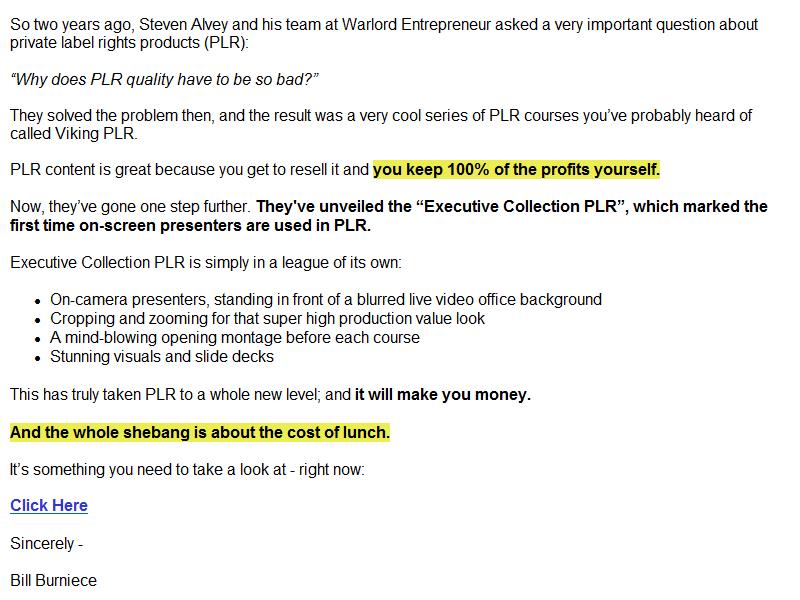 So two years ago, Steven Alvey and his team at Warlord Entrepreneur asked a very important question about
private label rights products (PLR):
“Why does PLR quality have to be so bad?”
They solved the problem then, and the result was a very cool series of PLR courses you’ve probably heard of
called Viking PLR.
PLR content is great because you get to resell it and you keep 100% of the profits yourself.
Now, they’ve gone one step further. They've unveiled the “Executive Collection PLR”, which marked the
first time on-screen presenters are used in PLR.
Executive Collection PLR is simply in a league of its own:
• On-camera presenters, standing in front of a blurred live video office background
• Cropping and zooming for that super high production value look
• A mind-blowing opening montage before each course
• Stunning visuals and slide decks
This has truly taken PLR to a whole new level; and it will make you money.
And the whole shebang is about the cost of lunch.
It’s something you need to take a look at - right now:
Click Here
Sincerely -
Bill Burniece